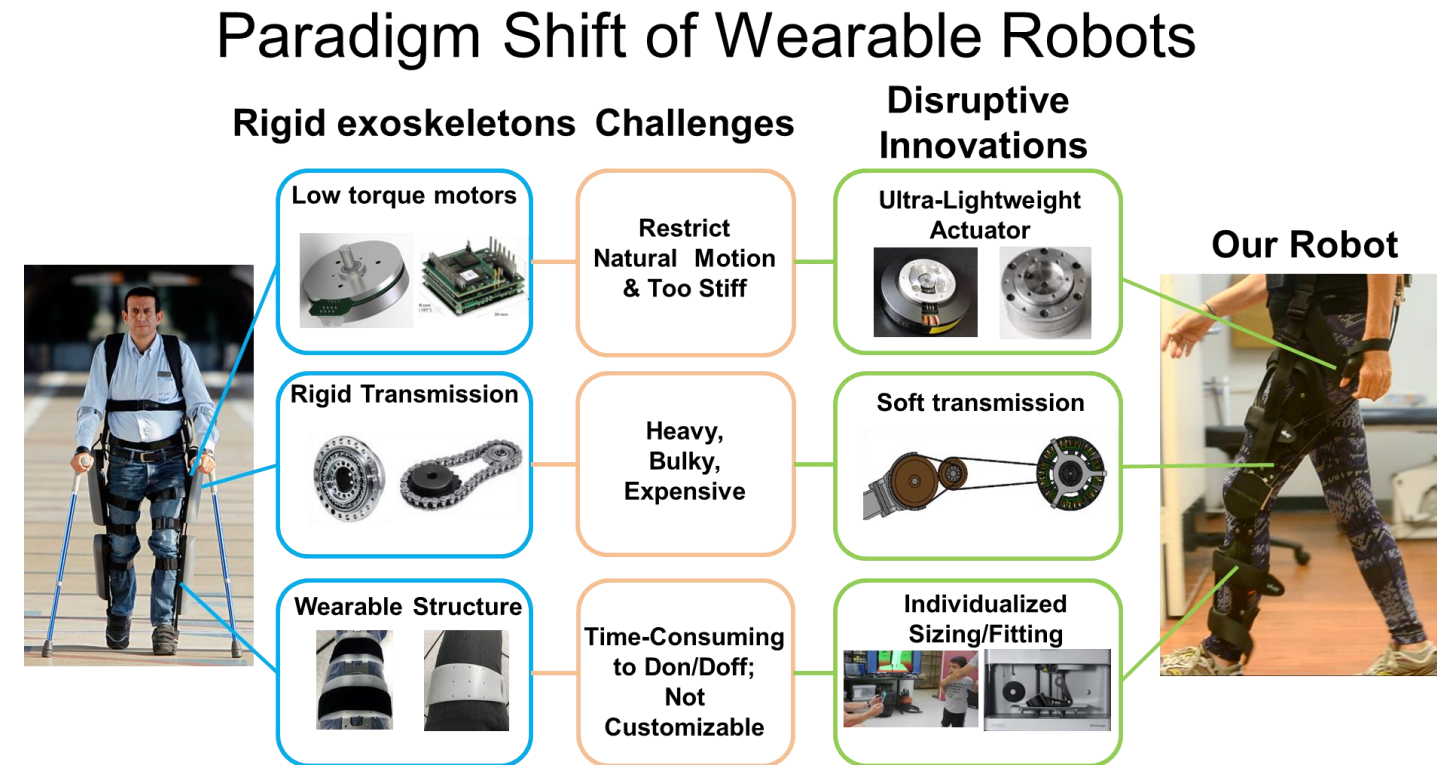 Paradigm Shift of Wearable Robots
Rigid exoskeletons
Challenges
Disruptive
Innovations
Low torque motors
Restrict
Natural Motion
& Too Stiff
Ultra-Lightweight
Actuator
Our Robot
Rigid Transmission
Heavy,
Bulky,
Expensive
Soft transmission
Wearable Structure
Time-Consuming
to Don/Doff;
Not
Customizable
Individualized
Sizing/Fitting